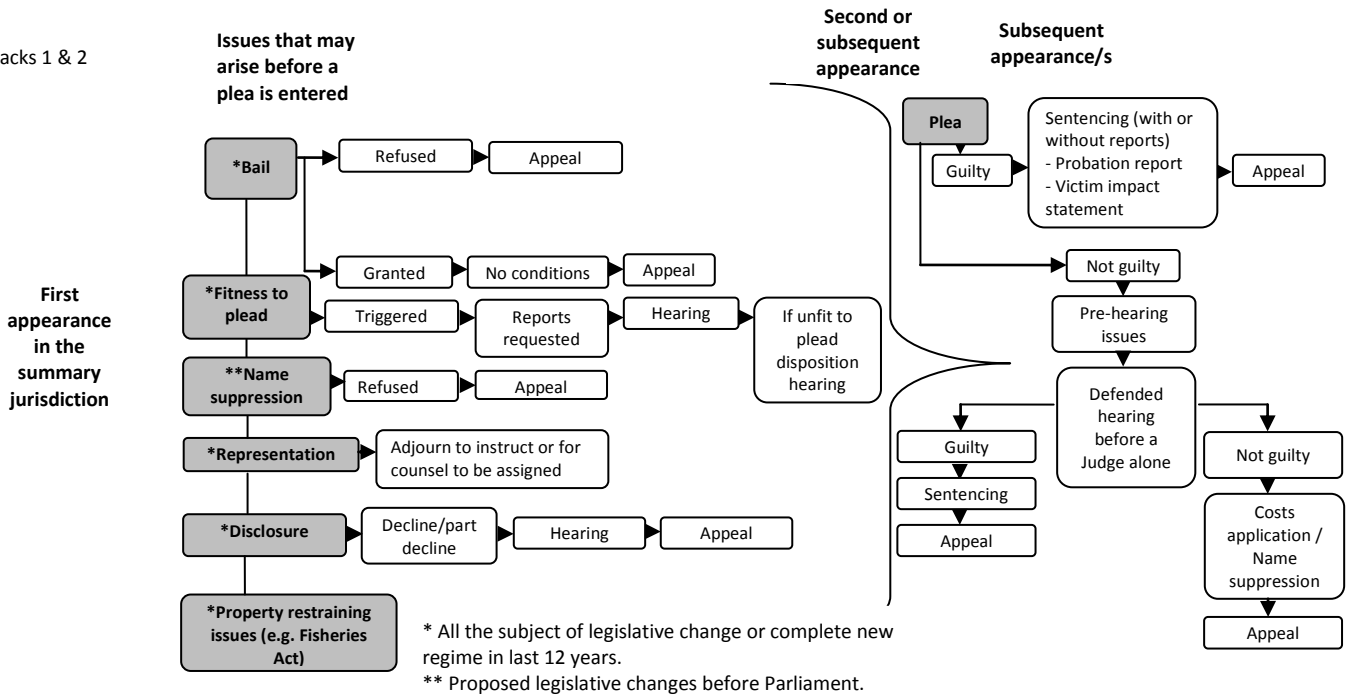 acks 1 & 2
Issues that may
arise before a
plea is entered
Second or
subsequent
appearance
Subsequent
appearance/s
First
appearance
in the
summary
jurisdiction
*Bail
Refused
Appeal
Granted
No conditions
Appeal
*Fitness to
plead
Triggered
Reports
requested
Hearing
If unfit to
plead
disposition
hearing
**Name
suppression
Refused
Appeal
*Representation
Adjourn to instruct or for
counsel to be assigned
*Disclosure
Decline/part
decline
Hearing
Appeal
*Property restraining
issues (e.g. Fisheries
Act)
* All the subject of legislative change or complete new
regime in last 12 years.
** Proposed legislative changes before Parliament.
Plea
Guilty
Sentencing (with or
without reports)
- Probation report
- Victim impact
statement
Appeal
Not guilty
Pre-hearing
issues
Defended
hearing
before a
Judge alone
Guilty
Sentencing
Appeal
Not guilty
Costs
application /
Name
suppression
Appeal